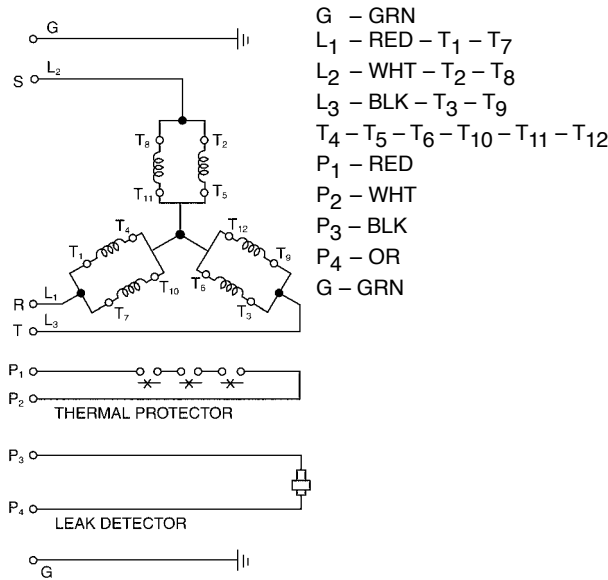 G
S L₂
T₈ T₂
T₁₁ T₅
T₄ T₁₂
T₁ T₉
T₇ T₁₀ T₆ T₃
R L₁
T L₃
P₁
P₂
THERMAL PROTECTOR
P₃
P₄
LEAK DETECTOR
G
G – GRN
L₁ – RED – T₁ – T₇
L₂ – WHT – T₂ – T₈
L₃ – BLK – T₃ – T₉
T₄ – T₅ – T₆ – T₁₀ – T₁₁ – T₁₂
P₁ – RED
P₂ – WHT
P₃ – BLK
P₄ – OR
G – GRN